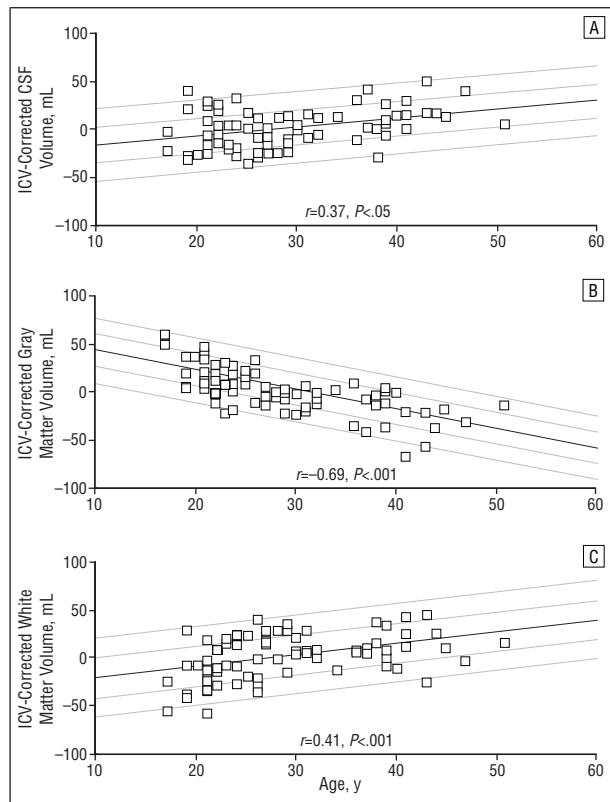 A
ICV-Corrected CSF
Volume, mL
100
50
0
–50
–100
r=0.37, P<.05
10 20 30 40 50 60
B
ICV-Corrected Gray
Matter Volume, mL
100
50
0
–50
–100
r=–0.69, P<.001
10 20 30 40 50 60
C
ICV-Corrected White
Matter Volume, mL
100
50
0
–50
–100
r=0.41, P<.001
10 20 30 40 50 60
Age, y